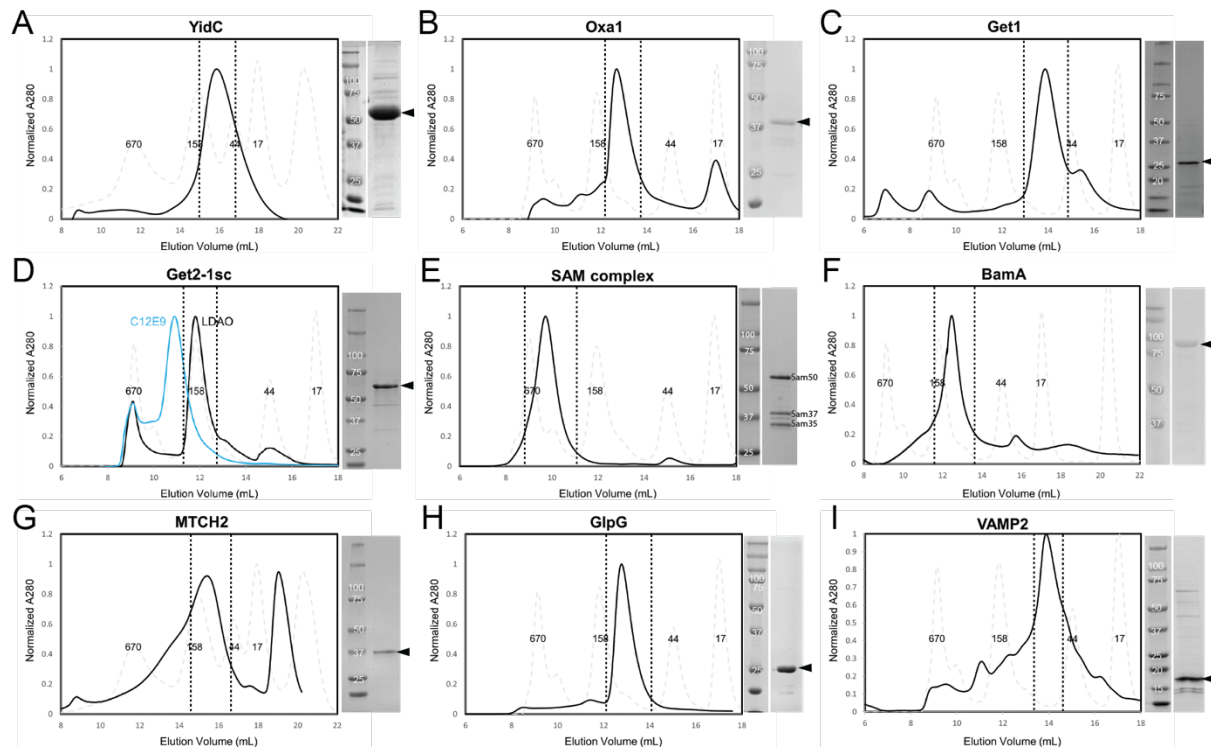 A
YidC
Normalized A280
1.2
1
0.8
0.6
0.4
0.2
0
670 158 44 17
6 8 10 12 14 16 18 20 22
Elution Volume (mL)
100
75
50
37
25
B
Oxa1
Normalized A280
1.2
1
0.8
0.6
0.4
0.2
0
670 158 44 17
6 8 10 12 14 16 18
Elution Volume (mL)
100
75
50
37
25
C
Get1
Normalized A280
1.2
1
0.8
0.6
0.4
0.2
0
670 158 44 17
6 8 10 12 14 16 18
Elution Volume (mL)
100
75
50
37
25
20
D
Get2-1sc
Normalized A280
1.2
1
0.8
0.6
0.4
0.2
0
C12E9 LDAO
670 158 44 17
6 8 10 12 14 16 18
Elution Volume (mL)
100
75
50
37
25
E
SAM complex
Normalized A280
1.2
1
0.8
0.6
0.4
0.2
0
670 158 44 17
6 8 10 12 14 16 18
Elution Volume (mL)
100
75
50
37
25
Sam50
Sam37
Sam35
F
BamA
Normalized A280
1.2
1
0.8
0.6
0.4
0.2
0
670 158 44 17
8 10 12 14 16 18 20 22
Elution Volume (mL)
100
75
50
37
G
MTCH2
Normalized A280
1.2
1
0.8
0.6
0.4
0.2
0
670 158 44 17
6 8 10 12 14 16 18 20 22
Elution Volume (mL)
100
75
50
37
25
H
GlpG
Normalized A280
1.2
1
0.8
0.6
0.4
0.2
0
670 158 44 17
6 8 10 12 14 16 18
Elution Volume (mL)
100
75
50
37
25
I
VAMP2
Normalized A280
1
0.9
0.8
0.7
0.6
0.5
0.4
0.3
0.2
0.1
0
670 158 44 17
6 8 10 12 14 16 18
Elution Volume (mL)
100
75
50
37
25
20
15